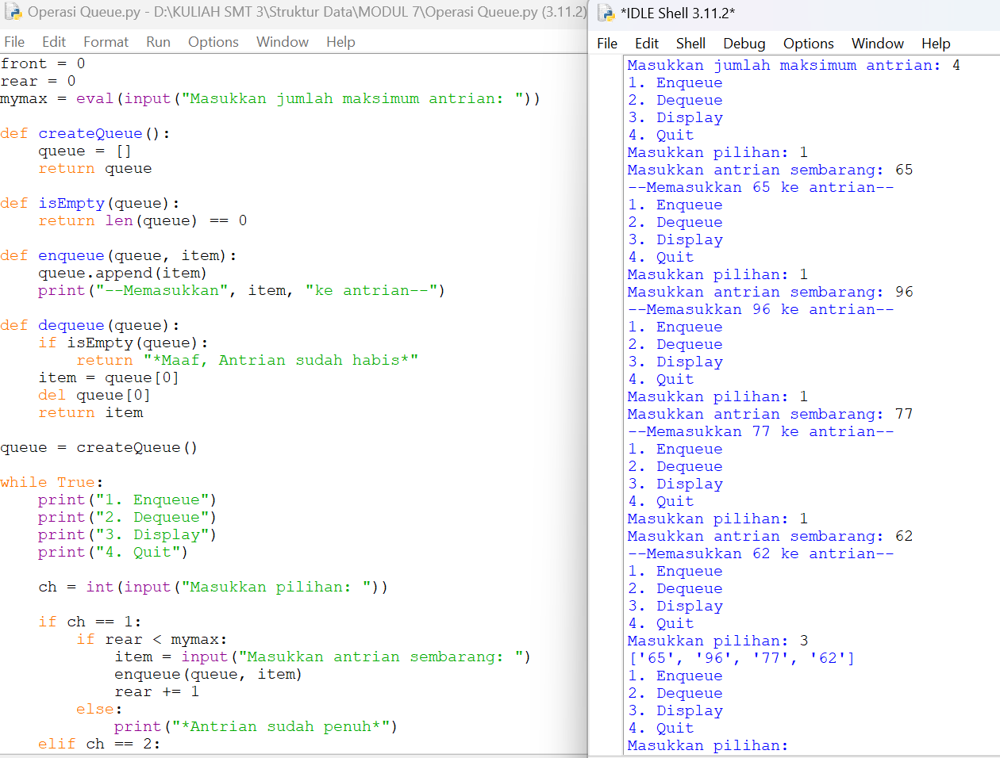 Operasi Queue.py - D:\KULIAH SMT 3\Struktur Data\MODUL 7\Operasi Queue.py (3.11.2)
File Edit Format Run Options Window Help
front = 0
rear = 0
mymax = eval(input("Masukkan jumlah maksimum antrian: "))

def createQueue():
    queue = []
    return queue

def isEmpty(queue):
    return len(queue) == 0

def enqueue(queue, item):
    queue.append(item)
    print("--Memasukkan", item, "ke antrian--")

def dequeue(queue):
    if isEmpty(queue):
        return "*Maaf, Antrian sudah habis*"
    item = queue[0]
    del queue[0]
    return item

queue = createQueue()

while True:
    print("1. Enqueue")
    print("2. Dequeue")
    print("3. Display")
    print("4. Quit")

    ch = int(input("Masukkan pilihan: "))

    if ch == 1:
        if rear < mymax:
            item = input("Masukkan antrian sembarang: ")
            enqueue(queue, item)
            rear += 1
        else:
            print("*Antrian sudah penuh*")
    elif ch == 2:
*IDLE Shell 3.11.2*
File Edit Shell Debug Options Window Help
Masukkan jumlah maksimum antrian: 4
1. Enqueue
2. Dequeue
3. Display
4. Quit
Masukkan pilihan: 1
Masukkan antrian sembarang: 65
--Memasukkan 65 ke antrian--
1. Enqueue
2. Dequeue
3. Display
4. Quit
Masukkan pilihan: 1
Masukkan antrian sembarang: 96
--Memasukkan 96 ke antrian--
1. Enqueue
2. Dequeue
3. Display
4. Quit
Masukkan pilihan: 1
Masukkan antrian sembarang: 77
--Memasukkan 77 ke antrian--
1. Enqueue
2. Dequeue
3. Display
4. Quit
Masukkan pilihan: 1
Masukkan antrian sembarang: 62
--Memasukkan 62 ke antrian--
1. Enqueue
2. Dequeue
3. Display
4. Quit
Masukkan pilihan: 3
['65', '96', '77', '62']
1. Enqueue
2. Dequeue
3. Display
4. Quit
Masukkan pilihan: